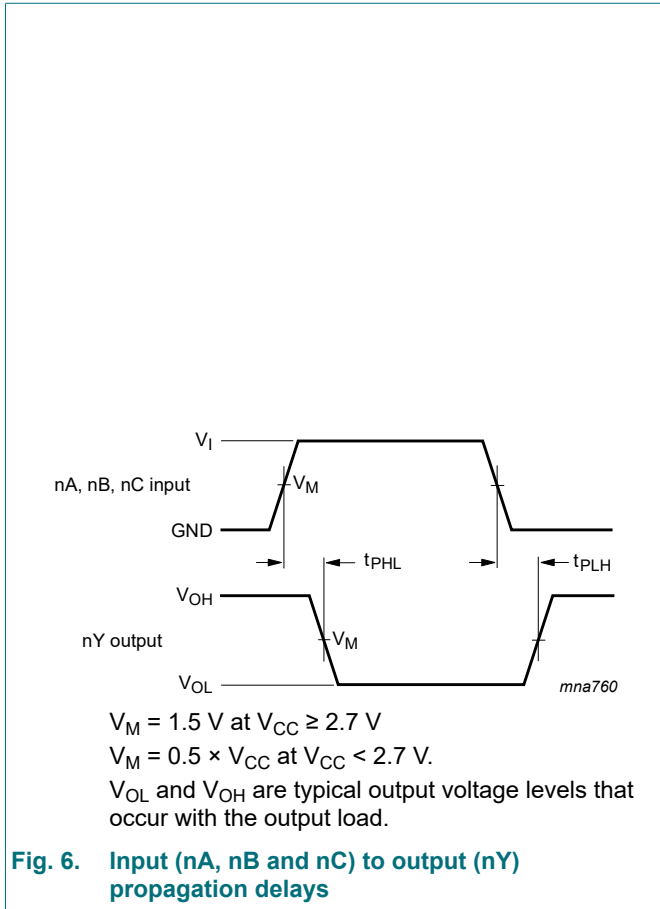 V_I
nA, nB, nC input
V_M
GND
t_PHL
t_PLH
V_OH
nY output
V_M
V_OL
mna760
V_M = 1.5 V at V_CC ≥ 2.7 V
V_M = 0.5 × V_CC at V_CC < 2.7 V.
V_OL and V_OH are typical output voltage levels that
occur with the output load.
Fig. 6. Input (nA, nB and nC) to output (nY)
propagation delays